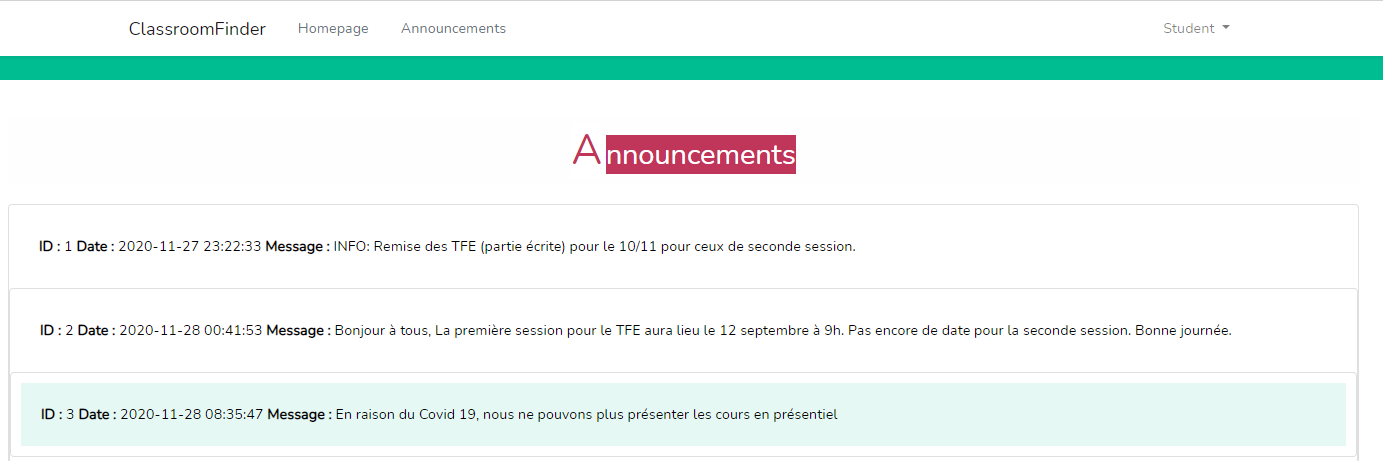 ClassroomFinder Homepage Announcements Student
Announcements
ID : 1 Date : 2020-11-27 23:22:33 Message : INFO: Remise des TFE (partie écrite) pour le 10/11 pour ceux de seconde session.
ID : 2 Date : 2020-11-28 00:41:53 Message : Bonjour à tous, La première session pour le TFE aura lieu le 12 septembre à 9h. Pas encore de date pour la seconde session. Bonne journée.
ID : 3 Date : 2020-11-28 08:35:47 Message : En raison du Covid 19, nous ne pouvons plus présenter les cours en présentiel